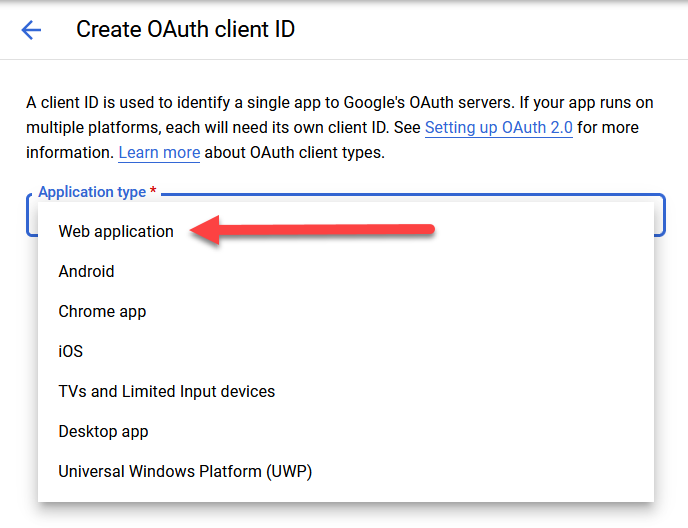 Create OAuth client ID
A client ID is used to identify a single app to Google's OAuth servers. If your app runs on
multiple platforms, each will need its own client ID. See Setting up OAuth 2.0 for more
information. Learn more about OAuth client types.
Application type *
Web application
Android
Chrome app
iOS
TVs and Limited Input devices
Desktop app
Universal Windows Platform (UWP)